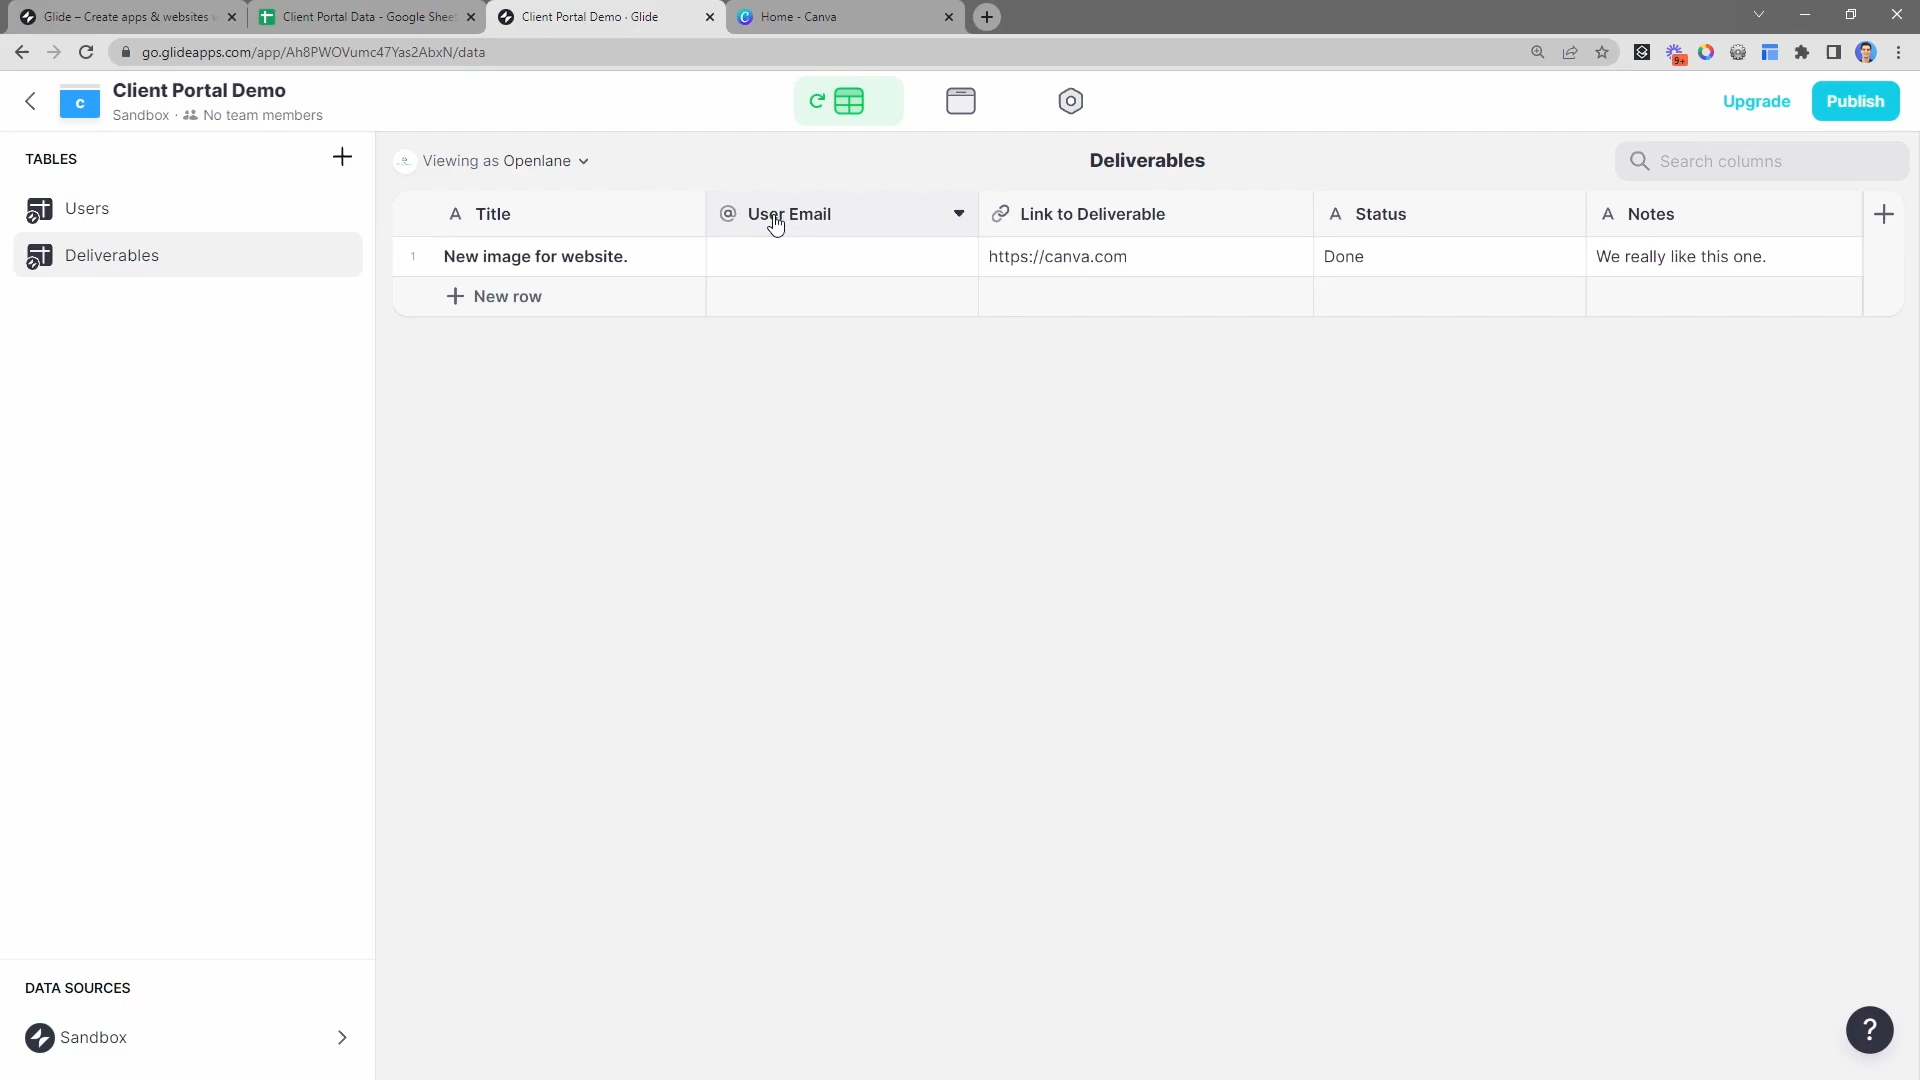 Glide – Create apps & websites w
Client Portal Data - Google Sheet
Client Portal Demo · Glide
Home - Canva
go.glideapps.com/app/Ah8PWOVumc47Yas2AbxN/data
9+
C
Client Portal Demo
Sandbox · No team members
Upgrade
Publish
TABLES
Viewing as Openlane
Deliverables
Search columns
Users
Deliverables
Title
User Email
Link to Deliverable
Status
Notes
1
New image for website.
https://canva.com
Done
We really like this one.
New row
DATA SOURCES
Sandbox
?